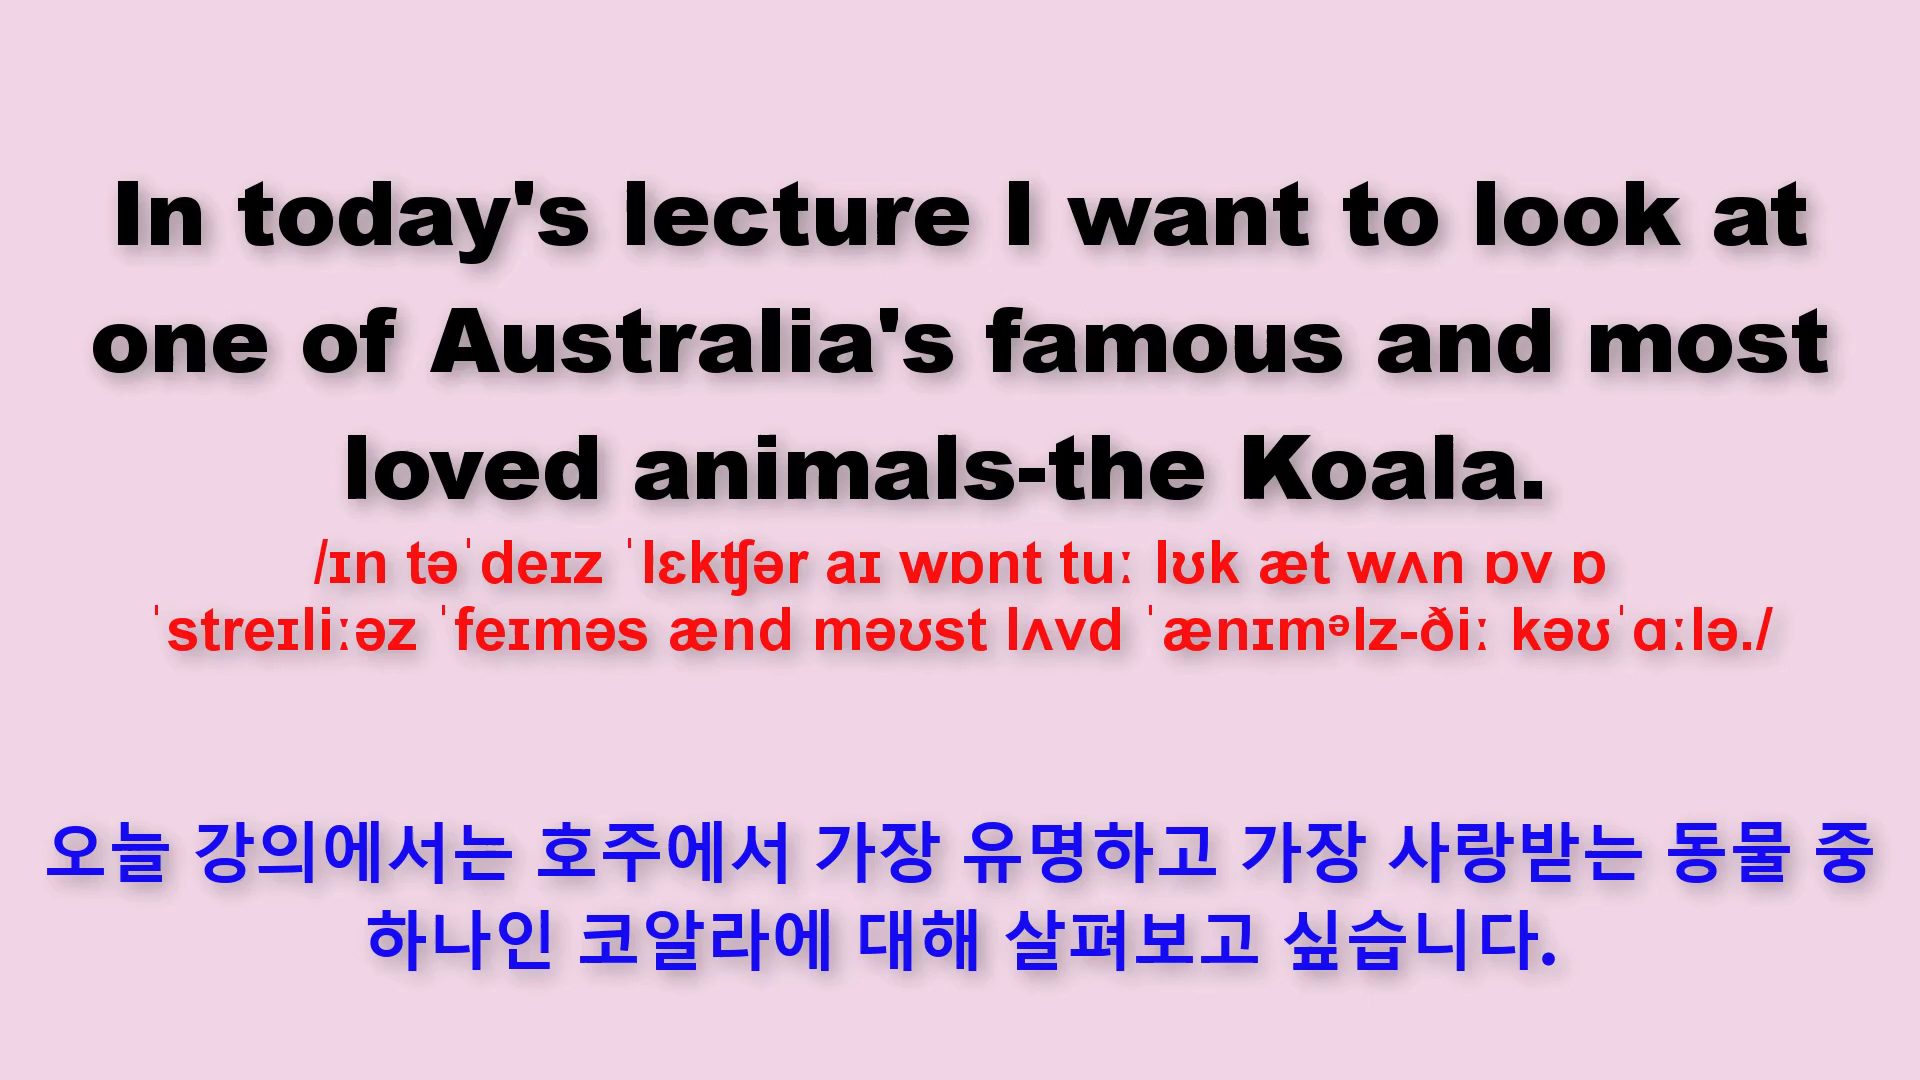 In today's lecture I want to look at
one of Australia's famous and most
loved animals-the Koala.
/ɪn təˈdeɪz ˈlɛkʧər aɪ wɒnt tuː lʊk æt wʌn ɒv ɒ
ˈstreɪliːəz ˈfeɪməs ænd məʊst lʌvd ˈænɪmᵊlz-ðiː kəʊˈɑːlə./
오늘 강의에서는 호주에서 가장 유명하고 가장 사랑받는 동물 중
하나인 코알라에 대해 살펴보고 싶습니다.